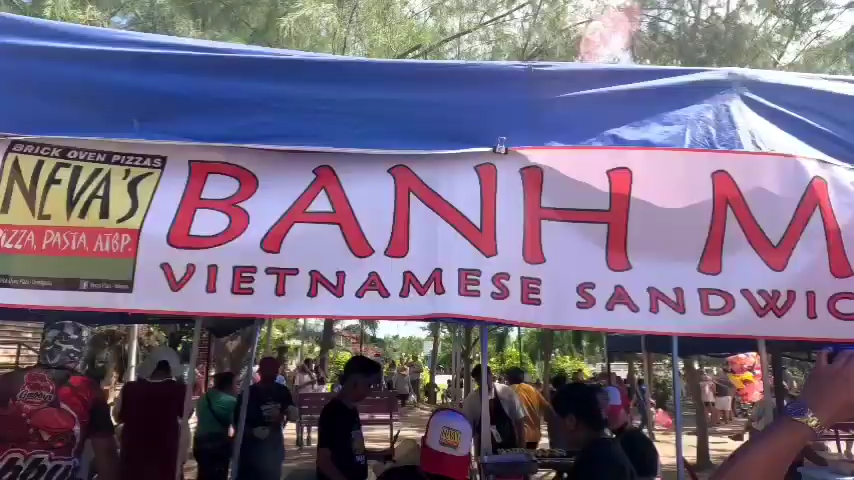 BRICK OVEN PIZZAS
NEVA'S
PIZZA, PASTA, ATBP.
BANH M
VIETNAMESE SANDWIC